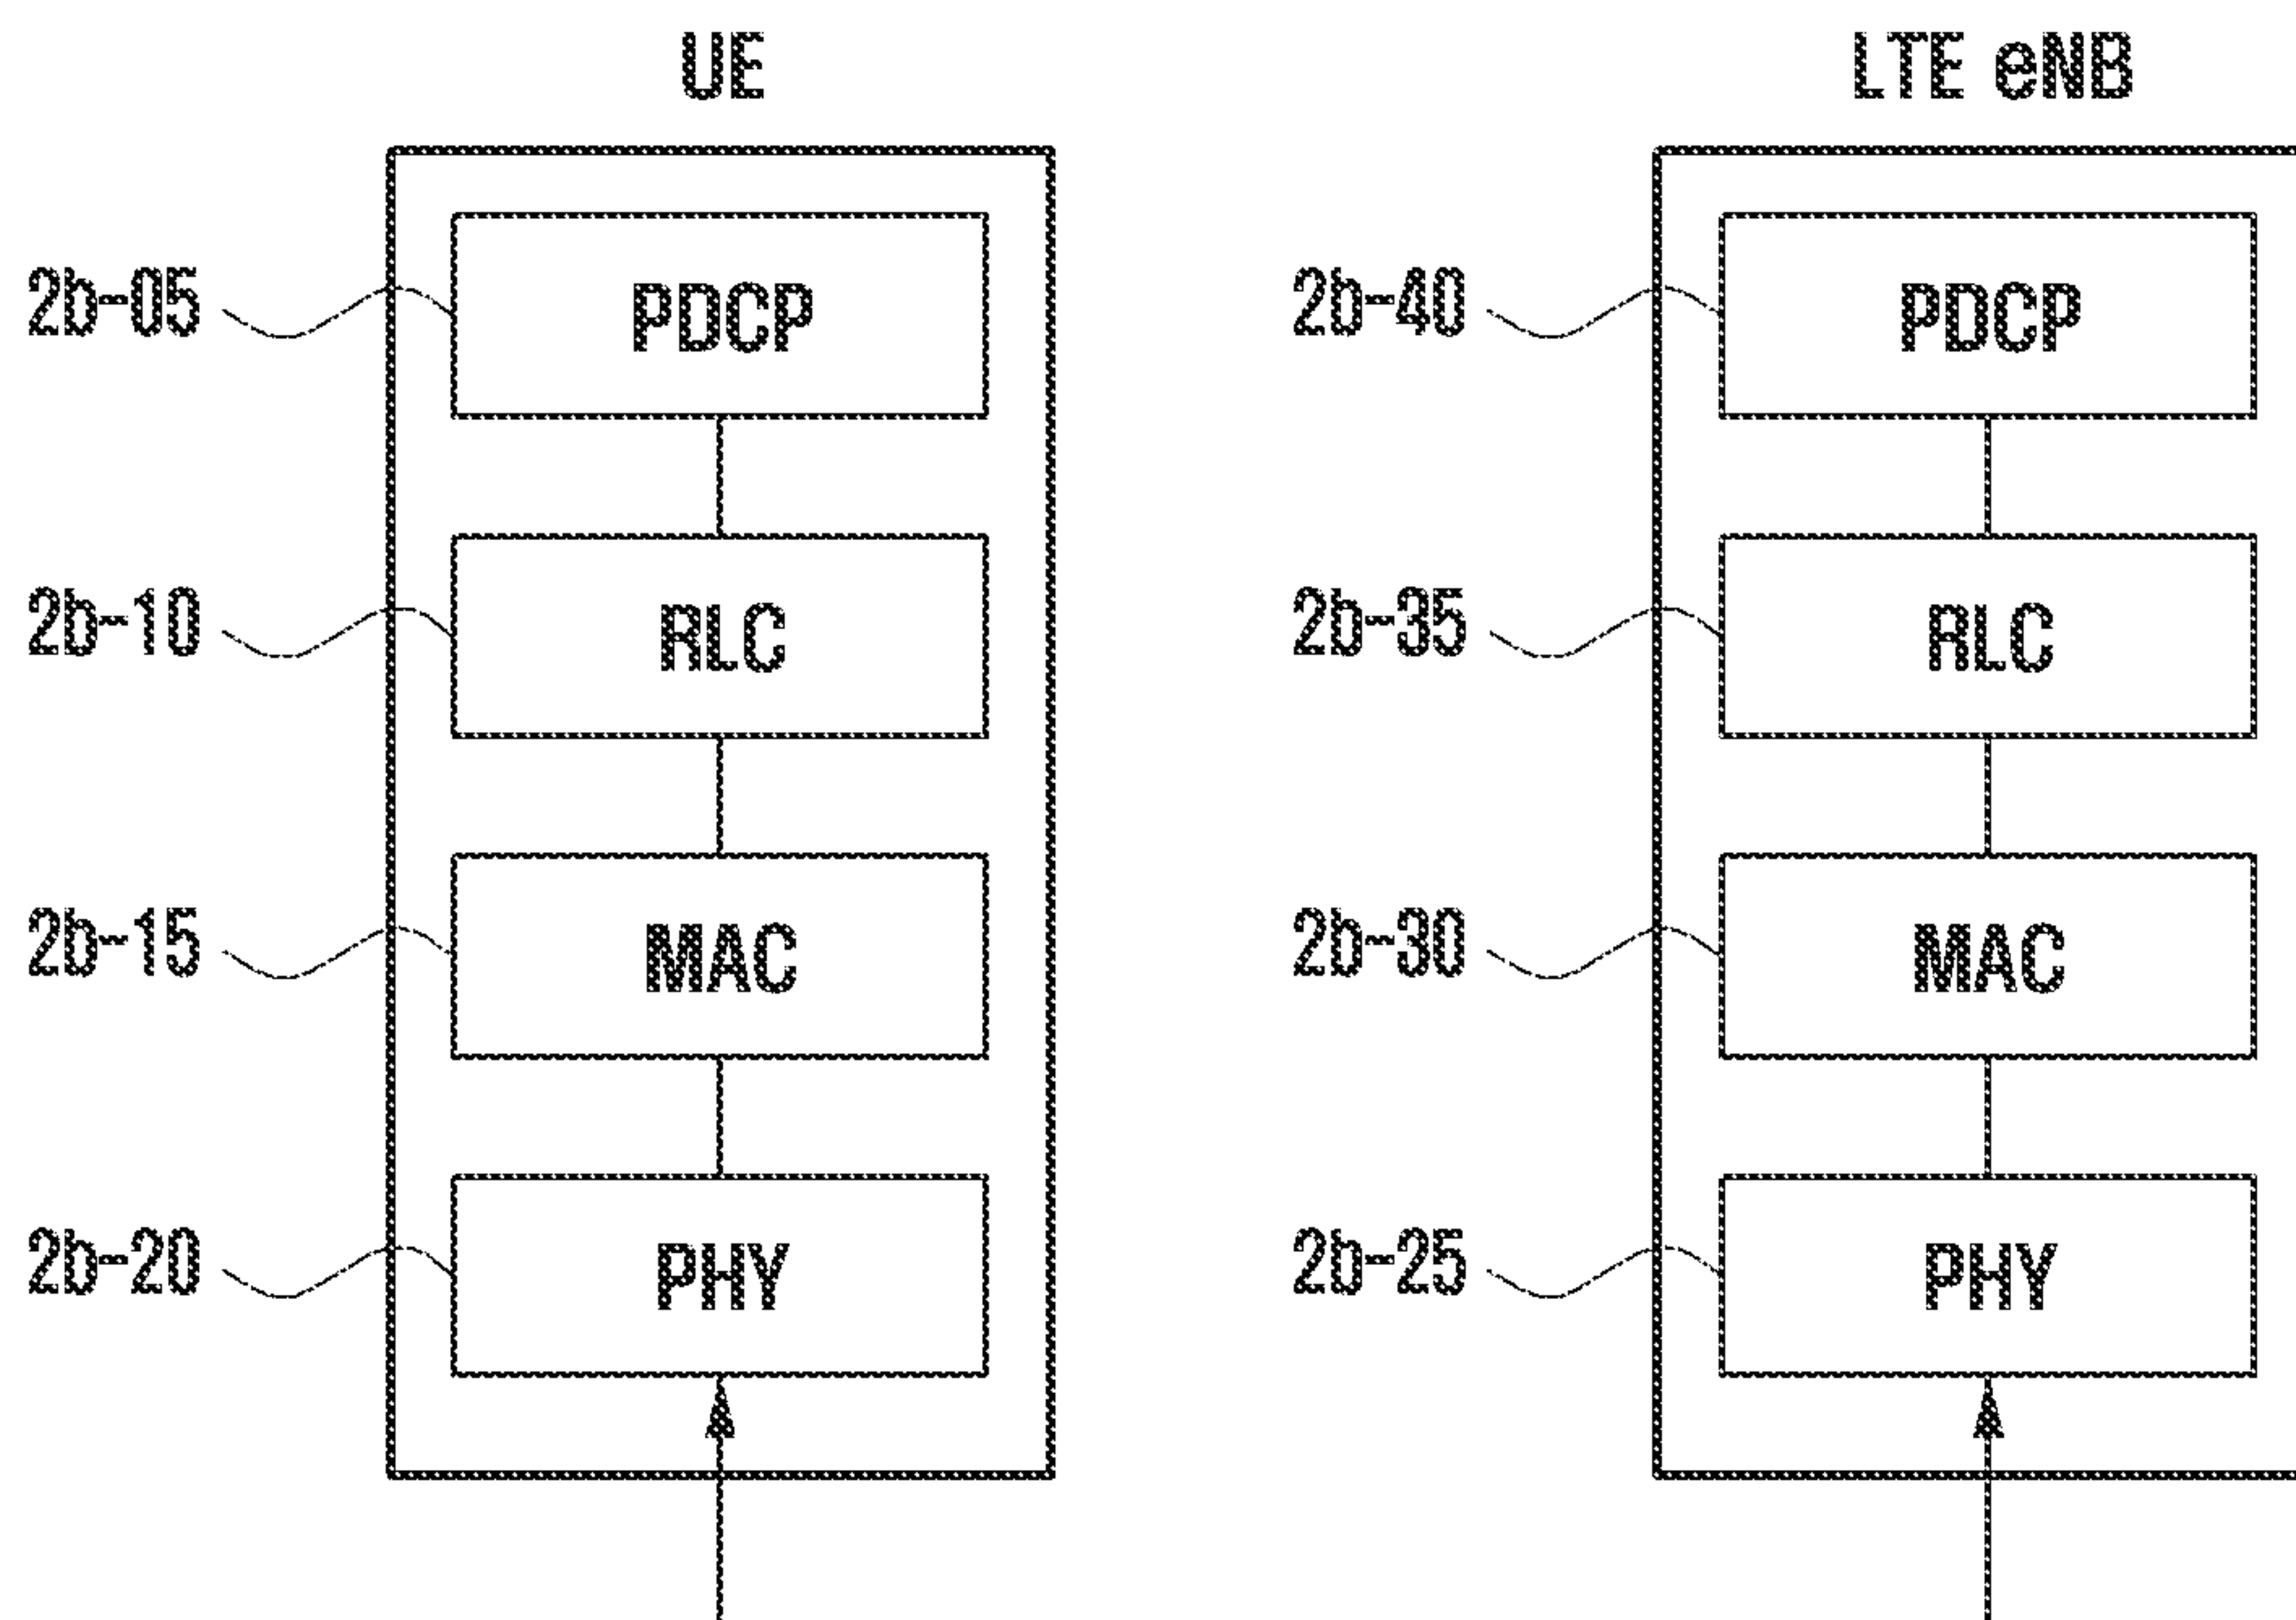 UE
LTE eNB
2b-05
PDCP
2b-40
PDCP
2b-10
RLC
2b-35
RLC
2b-15
MAC
2b-30
MAC
2b-20
PHY
2b-25
PHY